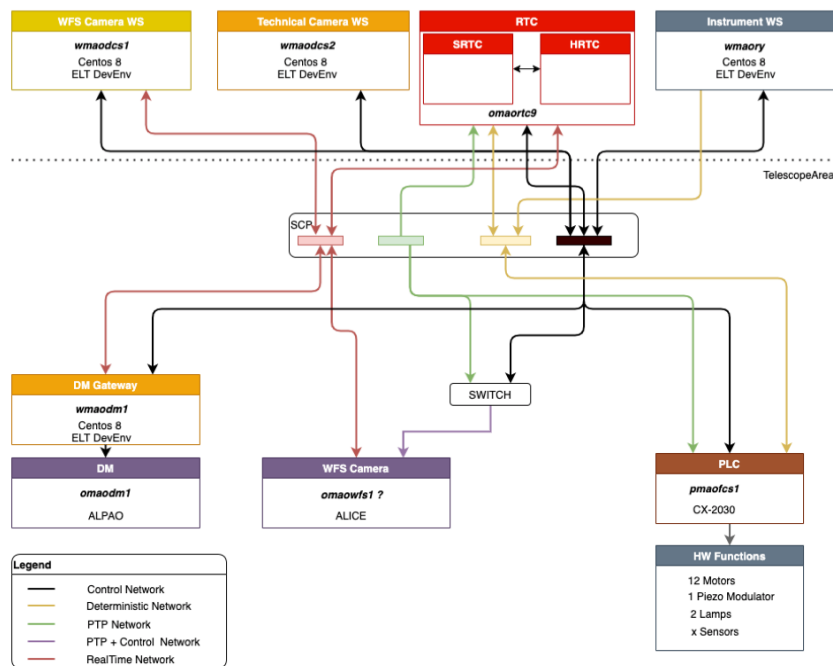 WFS Camera WS
wmaodcs1
Centos 8
ELT DevEnv
Technical Camera WS
wmaodcs2
Centos 8
ELT DevEnv
RTC
SRTC
HRTC
omaortc9
Instrument WS
wmaory
Centos 8
ELT DevEnv
TelescopeArea
SCP
DM Gateway
wmaodm1
Centos 8
ELT DevEnv
SWITCH
DM
omaodm1
ALPAO
WFS Camera
omaowfs1 ?
ALICE
PLC
pmaofcs1
CX-2030
HW Functions
12 Motors
1 Piezo Modulator
2 Lamps
x Sensors
Legend
Control Network
Deterministic Network
PTP Network
PTP + Control Network
RealTime Network